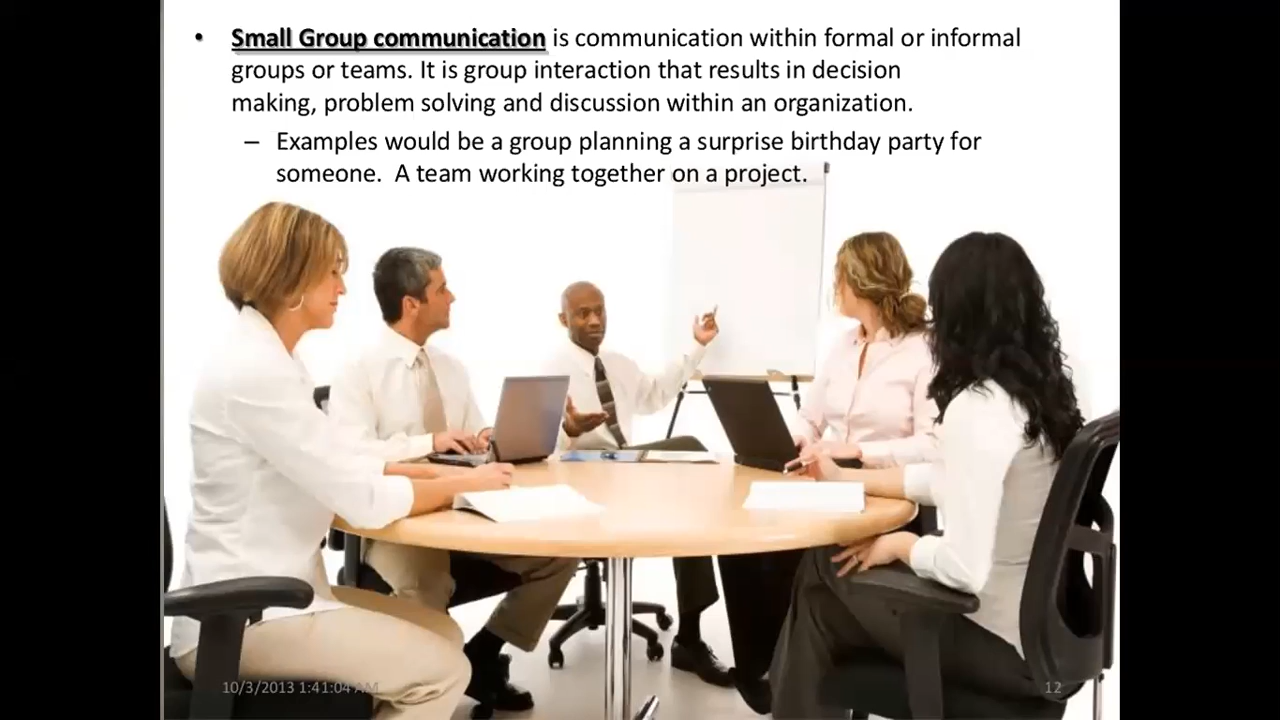 • Small Group communication is communication within formal or informal
groups or teams. It is group interaction that results in decision
making, problem solving and discussion within an organization.
– Examples would be a group planning a surprise birthday party for
someone.  A team working together on a project.
10/3/2013 1:41:04 AM
12